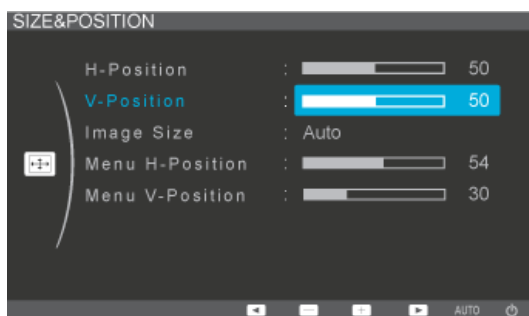 SIZE&POSITION
H-Position : 50
V-Position : 50
Image Size : Auto
Menu H-Position : 54
Menu V-Position : 30
AUTO